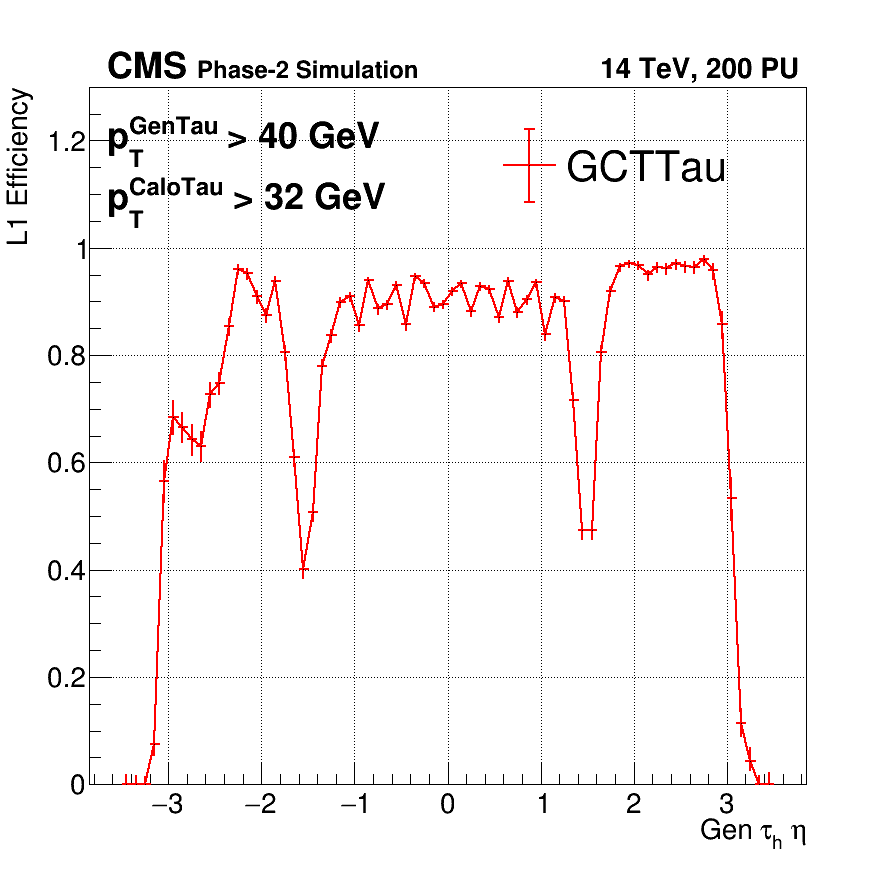 CMS Phase-2 Simulation 14 TeV, 200 PU
p_T^GenTau > 40 GeV
p_T^CaloTau > 32 GeV
GCTTau
L1 Efficiency
1.2
1
0.8
0.6
0.4
0.2
0
−3 −2 −1 0 1 2 3
Gen τ_h η